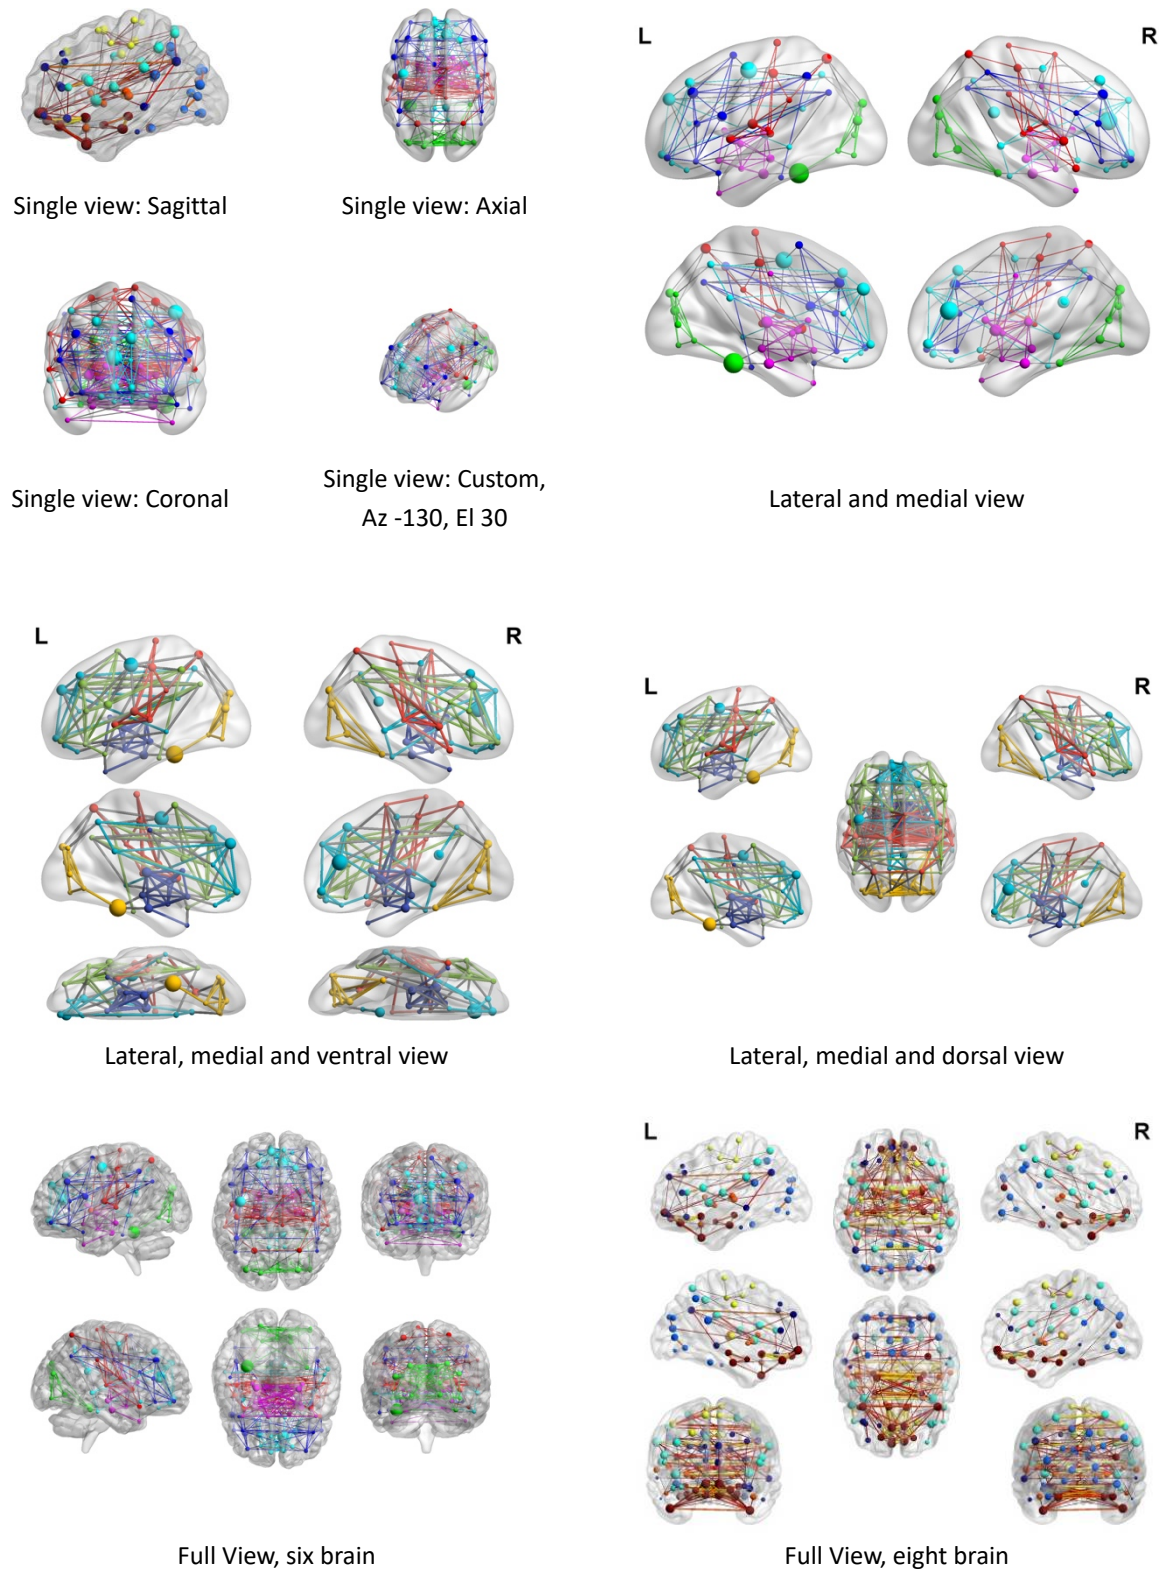 L
R
Single view: Sagittal
Single view: Axial
Single view: Coronal
Single view: Custom,
Az -130, El 30
Lateral and medial view
L
R
Lateral, medial and ventral view
L
R
Lateral, medial and dorsal view
Full View, six brain
L
R
Full View, eight brain